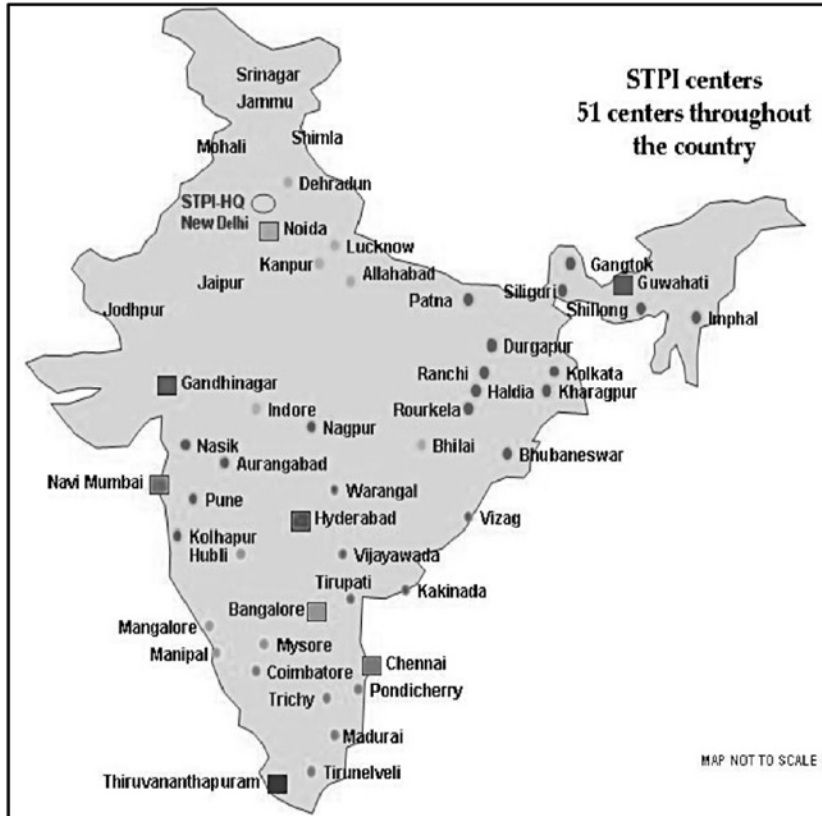 STPI centers
51 centers throughout
the country
Srinagar
Jammu
Mohali
Shimla
Dehradun
STPI-HQ
New Delhi
Noida
Lucknow
Kanpur
Allahabad
Jaipur
Jodhpur
Patna
Siliguri
Gangtok
Guwahati
Shillong
Imphal
Durgapur
Ranchi
Kolkata
Haldia
Kharagpur
Rourkela
Gandhinagar
Indore
Nagpur
Nasik
Bhilai
Aurangabad
Bhubaneswar
Navi Mumbai
Pune
Warangal
Hyderabad
Vizag
Kolhapur
Hubli
Vijayawada
Tirupati
Kakinada
Bangalore
Mangalore
Manipal
Mysore
Chennai
Coimbatore
Pondicherry
Trichy
Madurai
Tirunelveli
Thiruvananthapuram
MAP NOT TO SCALE